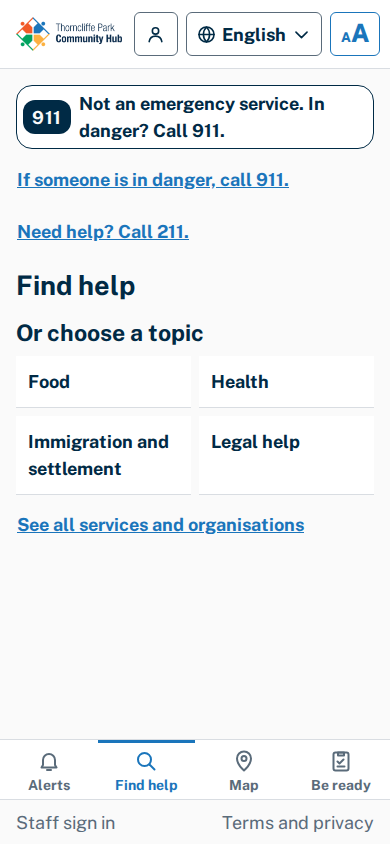 Thorncliffe Park
Community Hub
English
AA
911
Not an emergency service. In
danger? Call 911.
If someone is in danger, call 911.
Need help? Call 211.
Find help
Or choose a topic
Food
Health
Immigration and
settlement
Legal help
See all services and organisations
Alerts
Find help
Map
Be ready
Staff sign in
Terms and privacy